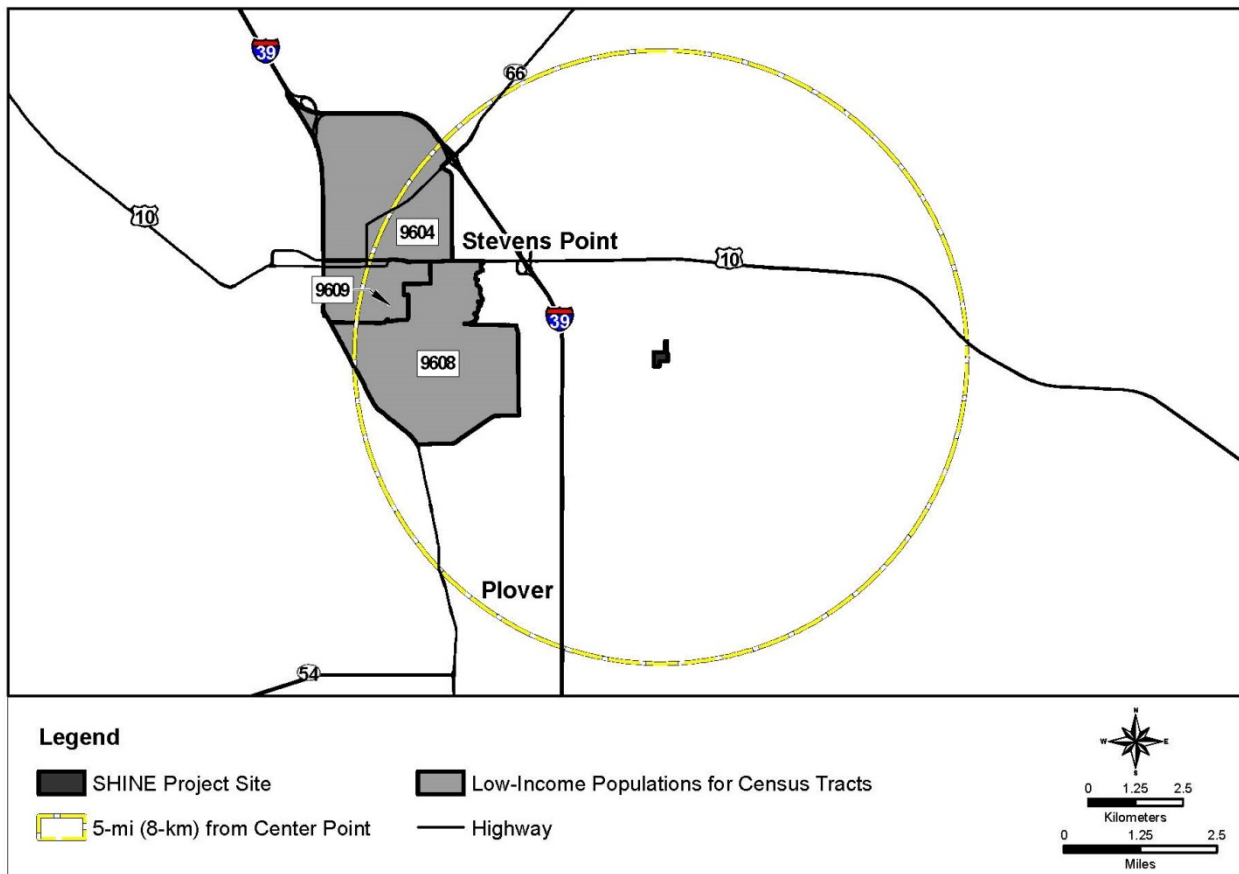 39
66
10
9604
Stevens Point
10
9609
39
9608
Plover
54
Legend
SHINE Project Site
Low-Income Populations for Census Tracts
5-mi (8-km) from Center Point
Highway
N
W E
S
0 1.25 2.5
Kilometers
0 1.25 2.5
Miles